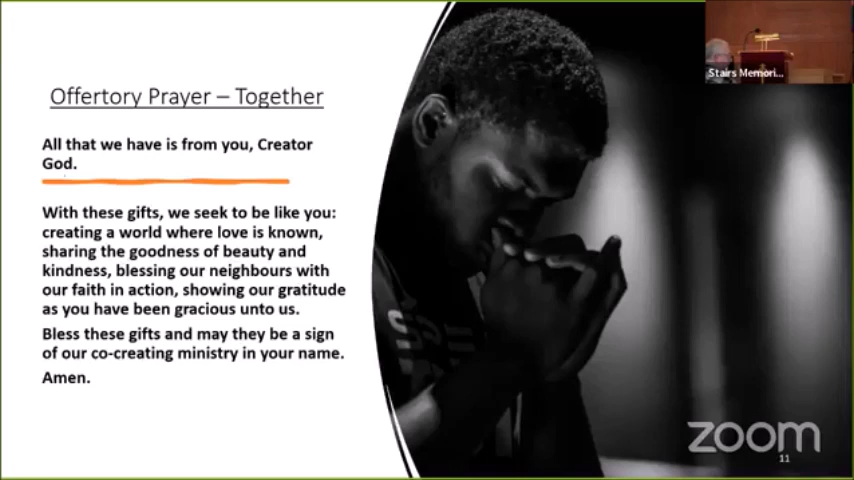 Offertory Prayer – Together
All that we have is from you, Creator
God.
With these gifts, we seek to be like you:
creating a world where love is known,
sharing the goodness of beauty and
kindness, blessing our neighbours with
our faith in action, showing our gratitude
as you have been gracious unto us.
Bless these gifts and may they be a sign
of our co-creating ministry in your name.
Amen.
Stairs Memori...
zoom
11